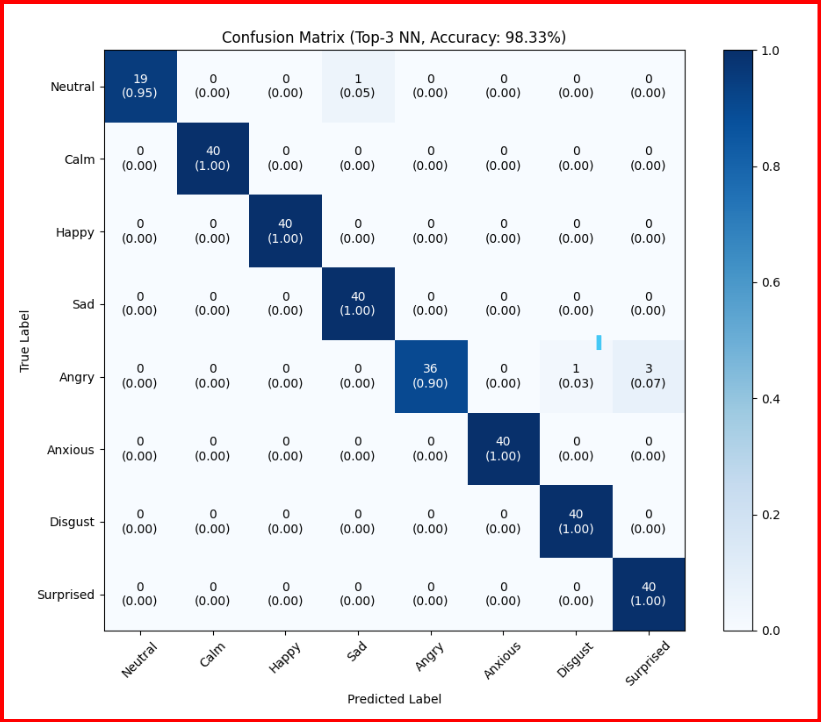 Confusion Matrix (Top-3 NN, Accuracy: 98.33%)
Neutral 19 0 0 1 0 0 0 0
(0.95) (0.00) (0.00) (0.05) (0.00) (0.00) (0.00) (0.00)
Calm 0 40 0 0 0 0 0 0
(0.00) (1.00) (0.00) (0.00) (0.00) (0.00) (0.00) (0.00)
Happy 0 0 40 0 0 0 0 0
(0.00) (0.00) (1.00) (0.00) (0.00) (0.00) (0.00) (0.00)
Sad 0 0 0 40 0 0 0 0
(0.00) (0.00) (0.00) (1.00) (0.00) (0.00) (0.00) (0.00)
Angry 0 0 0 0 36 0 1 3
(0.00) (0.00) (0.00) (0.00) (0.90) (0.00) (0.03) (0.07)
Anxious 0 0 0 0 0 40 0 0
(0.00) (0.00) (0.00) (0.00) (0.00) (1.00) (0.00) (0.00)
Disgust 0 0 0 0 0 0 40 0
(0.00) (0.00) (0.00) (0.00) (0.00) (0.00) (1.00) (0.00)
Surprised 0 0 0 0 0 0 0 40
(0.00) (0.00) (0.00) (0.00) (0.00) (0.00) (0.00) (1.00)
True Label
Neutral Calm Happy Sad Angry Anxious Disgust Surprised
Predicted Label
1.0
0.8
0.6
0.4
0.2
0.0